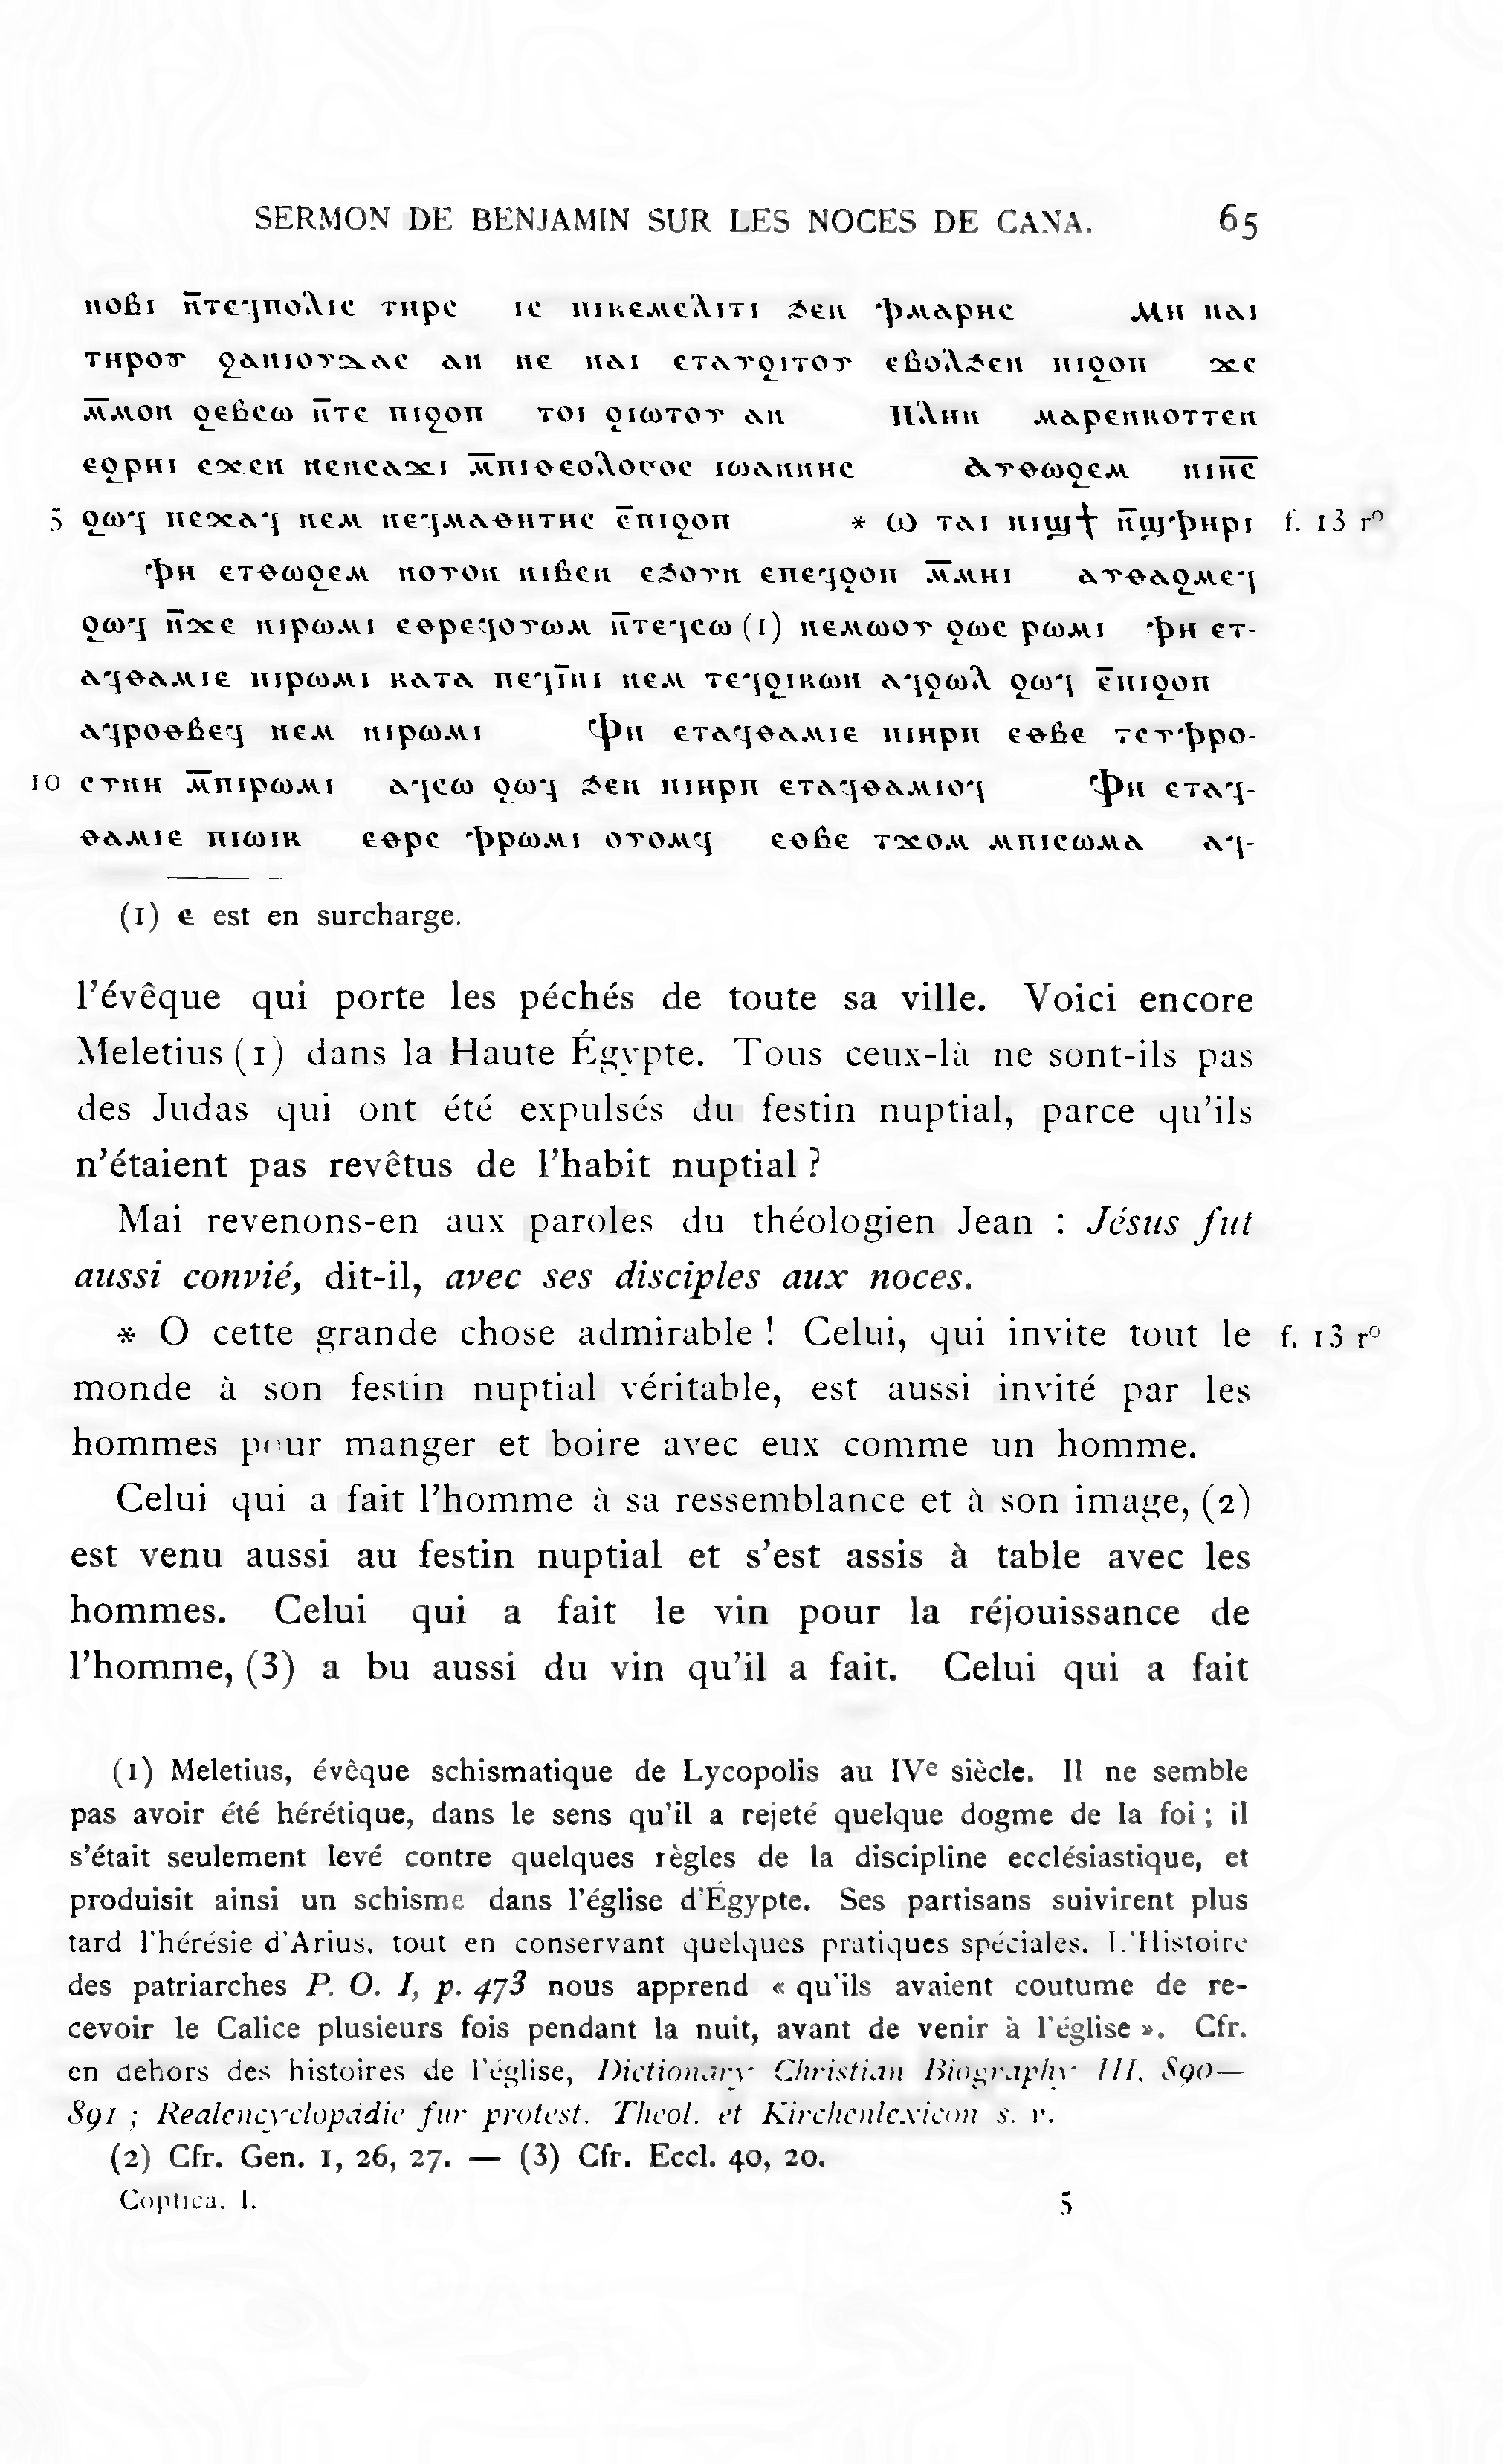 SERMON DE BENJAMIN SUR LES NOCES DE CANA. 65
ⲛⲟⲃⲓ ⲛ̅ⲧⲉϥⲡⲟⲗⲓⲥ ⲧⲏⲣⲥ ⲓⲥ ⲡⲓⲕⲉⲙⲉⲗⲓⲧⲓ ϧⲉⲛ ⲫⲙⲁⲣⲏⲥ ⲙⲏ ⲛⲁⲓ
ⲧⲏⲣⲟⲩ ϩⲁⲛⲓⲟⲩⲇⲁⲥ ⲁⲛ ⲛⲉ ⲛⲁⲓ ⲉⲧⲁⲩϩⲓⲧⲟⲩ ⲉⲃⲟⲗϧⲉⲛ ⲡⲓϩⲟⲡ ϫⲉ
ⲙ̅ⲙⲟⲛ ϩⲉⲃⲥⲱ ⲛ̅ⲧⲉ ⲡⲓϩⲟⲡ ⲧⲟⲓ ϩⲓⲱⲧⲟⲩ ⲁⲛ Ⲡⲗⲏⲛ ⲙⲁⲣⲉⲛⲕⲟⲧⲧⲉⲛ
ⲉϩⲣⲏⲓ ⲉϫⲉⲛ ⲛⲉⲛⲥⲁϫⲓ ⲙ̅ⲡⲓⲑⲉⲟⲗⲟⲅⲟⲥ ⲓⲱⲁⲛⲛⲏⲥ Ⲁⲩⲑⲱϩⲉⲙ ⲛⲓⲏ̅ⲥ̅
5 ϩⲱϥ ⲡⲉϫⲁϥ ⲛⲉⲙ ⲛⲉϥⲙⲁⲑⲏⲧⲏⲥ ⲉ̅ⲡⲓϩⲟⲡ * Ⲱ ⲧⲁⲓ ⲛⲓϣϯ ⲛ̅ϣⲫⲏⲣⲓ f. 13 rº
ⲫⲏ ⲉⲧⲑⲱϩⲉⲙ ⲛⲟⲩⲟⲛ ⲛⲓⲃⲉⲛ ⲉϧⲟⲩⲛ ⲉⲡⲉϥϩⲟⲡ ⲙ̅ⲙⲏⲓ ⲁⲩⲑⲁϩⲙⲉϥ
ϩⲱϥ ⲛ̅ϫⲉ ⲛⲓⲣⲱⲙⲓ ⲉⲑⲣⲉϥⲟⲩⲱⲙ ⲛ̅ⲧⲉϥⲥⲱ (1) ⲛⲉⲙⲱⲟⲩ ϩⲱⲥ ⲣⲱⲙⲓ ⲫⲏ ⲉⲧ-
ⲁϥⲑⲁⲙⲓⲉ ⲡⲓⲣⲱⲙⲓ ⲕⲁⲧⲁ ⲡⲉϥⲓ̅ⲛⲓ ⲛⲉⲙ ⲧⲉϥϩⲓⲕⲱⲛ ⲁϥϩⲱⲗ ϩⲱϥ ⲉ̅ⲡⲓϩⲟⲡ
ⲁϥⲣⲟⲑⲃⲉϥ ⲛⲉⲙ ⲛⲓⲣⲱⲙⲓ Ⲫⲏ ⲉⲧⲁϥⲑⲁⲙⲓⲉ ⲡⲓⲏⲣⲡ ⲉⲑⲃⲉ ⲧⲉⲩⲫⲣⲟ-
10 ⲥⲩⲛⲏ ⲙ̅ⲡⲓⲣⲱⲙⲓ ⲁϥⲥⲱ ϩⲱϥ ϧⲉⲛ ⲡⲓⲏⲣⲡ ⲉⲧⲁϥⲑⲁⲙⲓⲟϥ Ⲫⲏ ⲉⲧⲁϥ-
ⲑⲁⲙⲓⲉ ⲡⲓⲱⲓⲕ ⲉⲑⲣⲉ ⲫⲣⲱⲙⲓ ⲟⲩⲟⲙϥ ⲉⲑⲃⲉ ⲧϫⲟⲙ ⲙⲡⲓⲥⲱⲙⲁ ⲁϥ-
(1) ⲉ est en surcharge.
l'évêque qui porte les péchés de toute sa ville. Voici encore
Meletius (1) dans la Haute Égypte. Tous ceux-là ne sont-ils pas
des Judas qui ont été expulsés du festin nuptial, parce qu'ils
n'étaient pas revêtus de l'habit nuptial ?
Mai revenons-en aux paroles du théologien Jean : Jésus fut
aussi convié, dit-il, avec ses disciples aux noces.
* O cette grande chose admirable ! Celui, qui invite tout le f. 13 rº
monde à son festin nuptial véritable, est aussi invité par les
hommes pour manger et boire avec eux comme un homme.
Celui qui a fait l'homme à sa ressemblance et à son image, (2)
est venu aussi au festin nuptial et s'est assis à table avec les
hommes. Celui qui a fait le vin pour la réjouissance de
l'homme, (3) a bu aussi du vin qu'il a fait. Celui qui a fait
(1) Meletius, évêque schismatique de Lycopolis au IVe siècle. Il ne semble
pas avoir été hérétique, dans le sens qu'il a rejeté quelque dogme de la foi ; il
s'était seulement levé contre quelques règles de la discipline ecclésiastique, et
produisit ainsi un schisme dans l'église d'Égypte. Ses partisans suivirent plus
tard l'hérésie d'Arius, tout en conservant quelques pratiques spéciales. L'Histoire
des patriarches P. O. I, p. 473 nous apprend « qu'ils avaient coutume de re-
cevoir le Calice plusieurs fois pendant la nuit, avant de venir à l'église ». Cfr.
en dehors des histoires de l'église, Dictionary Christian Biography III. 890—
891 ; Realencyclopädie fur protest. Theol. et Kirchenlexicon s. v.
(2) Cfr. Gen. 1, 26, 27. — (3) Cfr. Eccl. 40, 20.
Coptica. I. 5